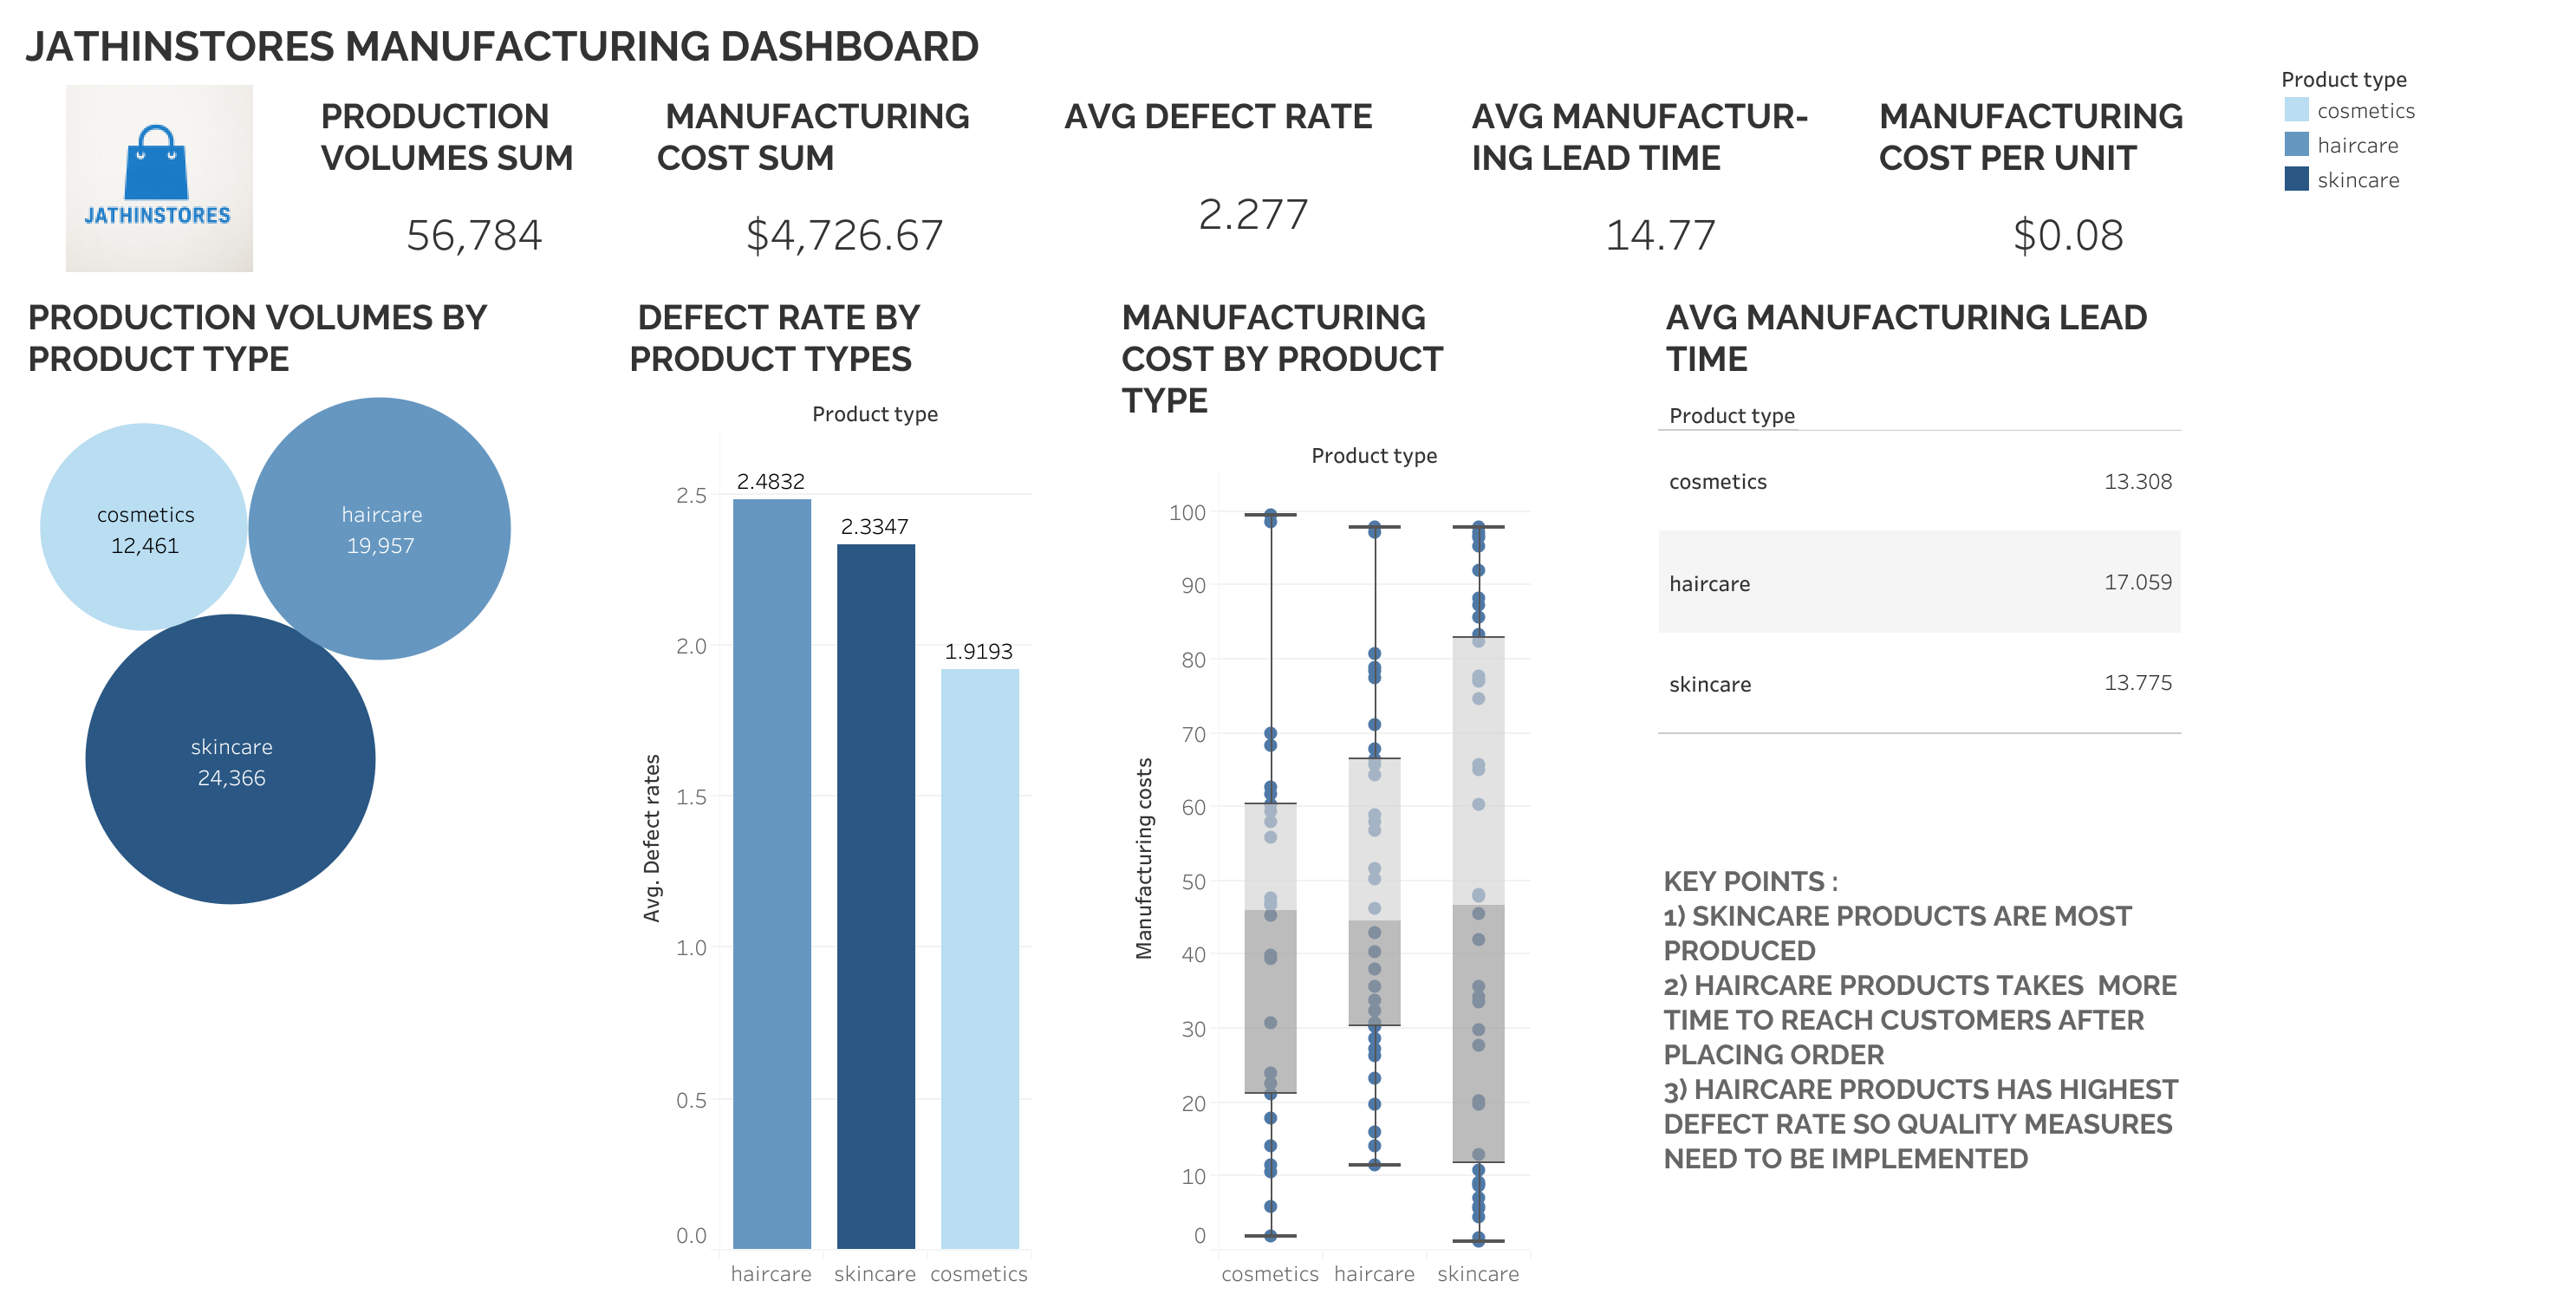 JATHINSTORES MANUFACTURING DASHBOARD
JATHINSTORES
PRODUCTION
VOLUMES SUM
56,784
MANUFACTURING
COST SUM
$4,726.67
AVG DEFECT RATE
2.277
AVG MANUFACTUR-
ING LEAD TIME
14.77
MANUFACTURING
COST PER UNIT
$0.08
Product type
cosmetics
haircare
skincare
PRODUCTION VOLUMES BY
PRODUCT TYPE
cosmetics
12,461
haircare
19,957
skincare
24,366
DEFECT RATE BY
PRODUCT TYPES
Product type
Avg. Defect rates
2.5
2.0
1.5
1.0
0.5
0.0
2.4832
2.3347
1.9193
haircare
skincare
cosmetics
MANUFACTURING
COST BY PRODUCT
TYPE
Product type
Manufacturing costs
100
90
80
70
60
50
40
30
20
10
0
cosmetics
haircare
skincare
AVG MANUFACTURING LEAD
TIME
Product type
cosmetics 13.308
haircare 17.059
skincare 13.775
KEY POINTS :
1) SKINCARE PRODUCTS ARE MOST
PRODUCED
2) HAIRCARE PRODUCTS TAKES  MORE
TIME TO REACH CUSTOMERS AFTER
PLACING ORDER
3) HAIRCARE PRODUCTS HAS HIGHEST
DEFECT RATE SO QUALITY MEASURES
NEED TO BE IMPLEMENTED